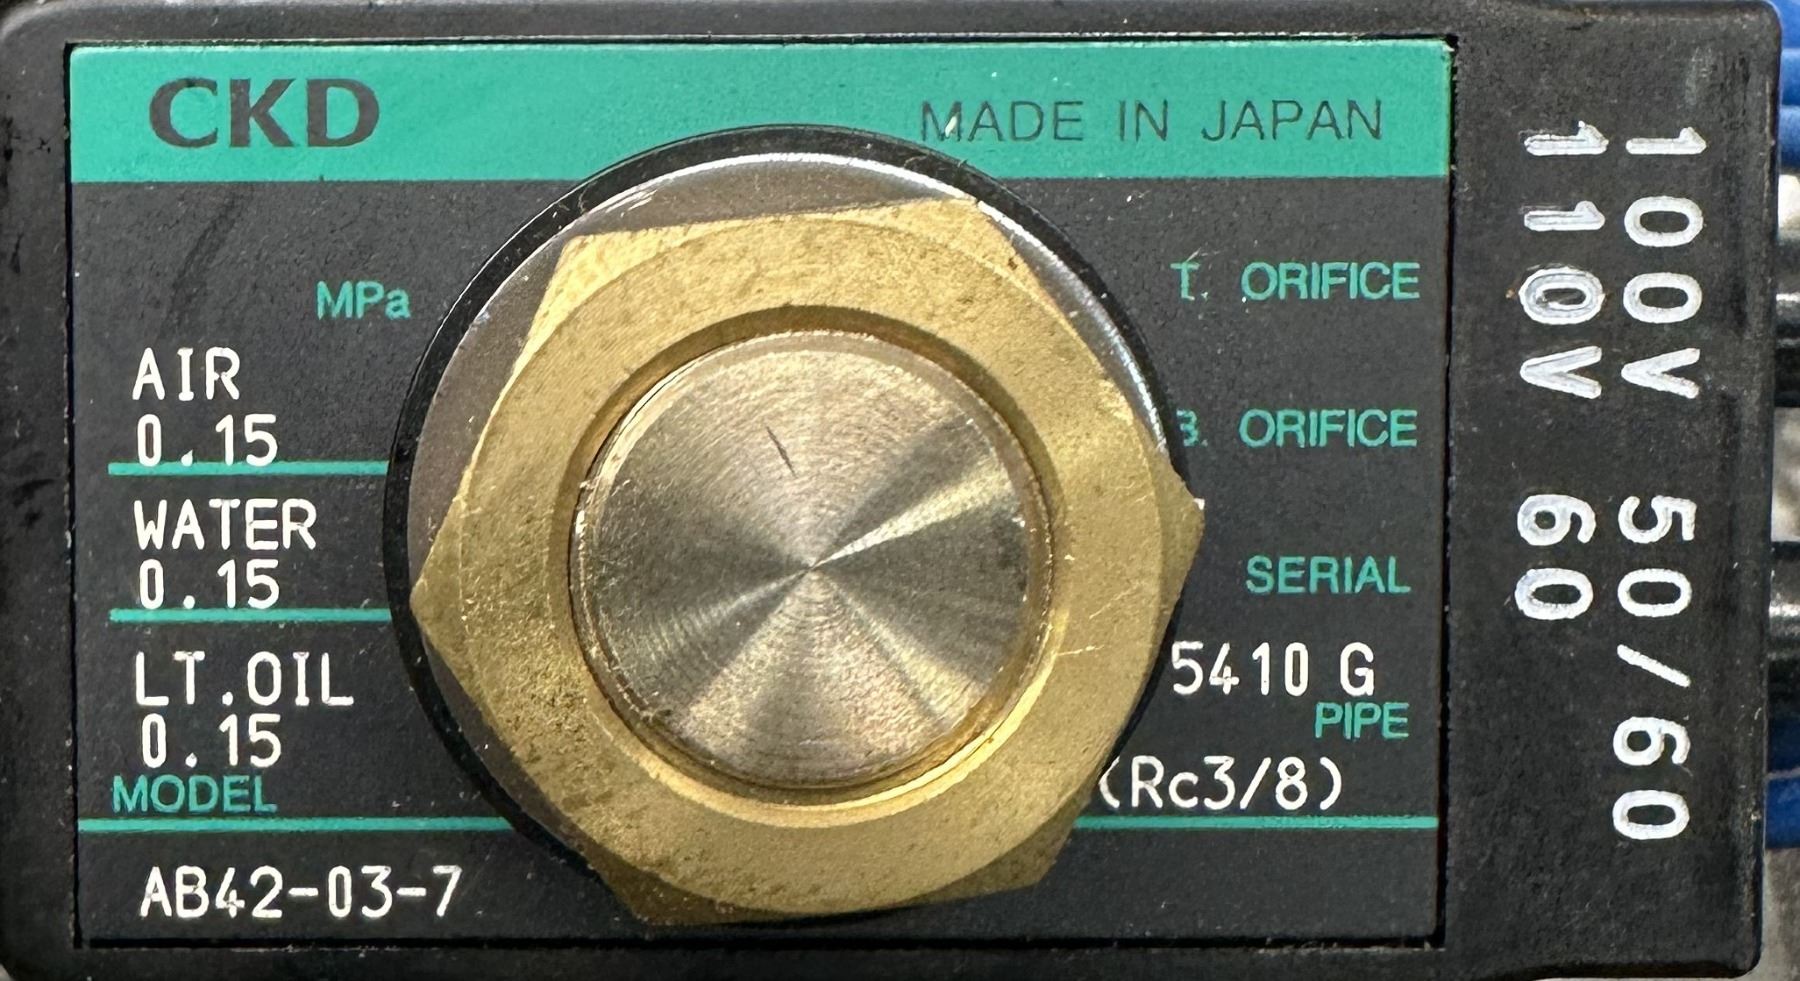 CKD
MADE IN JAPAN
MPa
T. ORIFICE
AIR
0.15
B. ORIFICE
WATER
0.15
SERIAL
LT.OIL
0.15
5410 G
PIPE
(Rc3/8)
MODEL
AB42-03-7
100V 50/60
110V 60